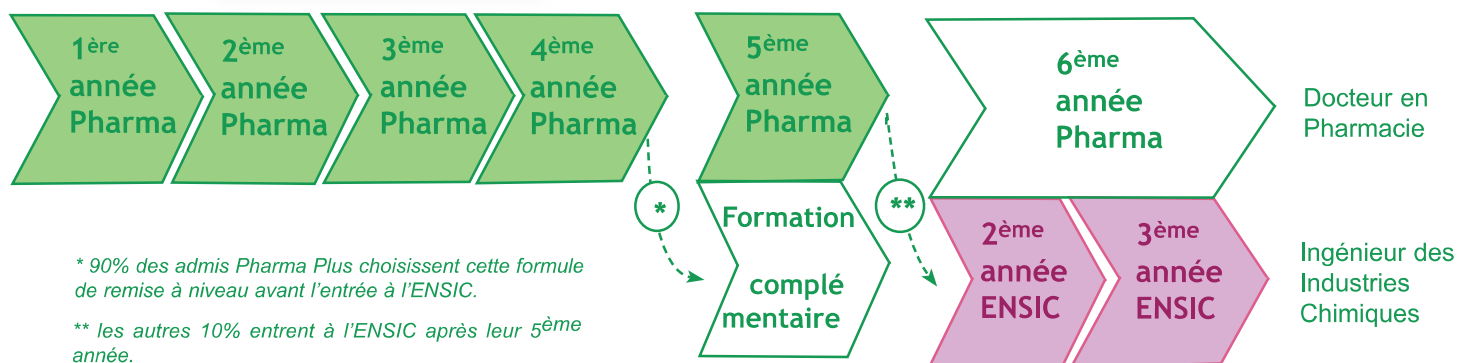 1ère
année
Pharma
2ème
année
Pharma
3ème
année
Pharma
4ème
année
Pharma
5ème
année
Pharma
6ème
année
Pharma
Docteur en
Pharmacie
*
Formation
complé
mentaire
**
2ème
année
ENSIC
3ème
année
ENSIC
Ingénieur des
Industries
Chimiques
* 90% des admis Pharma Plus choisissent cette formule
de remise à niveau avant l'entrée à l'ENSIC.
** les autres 10% entrent à l'ENSIC après leur 5ème
année.